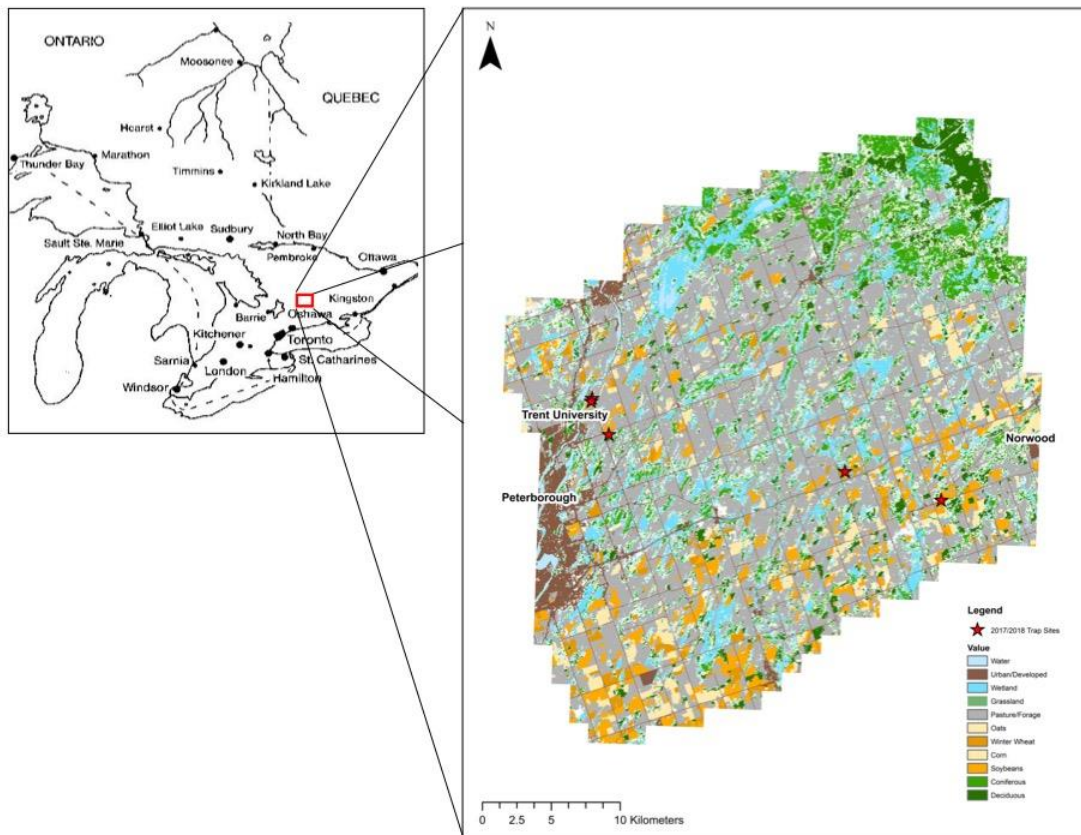 ONTARIO
Moosonee
QUEBEC
Hearst
Thunder Bay
Marathon
Timmins
Kirkland Lake
Elliot Lake
Sudbury
North Bay
Sault Ste. Marie
Pembroke
Ottawa
Kingston
Barrie
Oshawa
Kitchener
Toronto
Sarnia
St. Catharines
London
Hamilton
Windsor
N
Trent University
Norwood
Peterborough
Legend
2017/2018 Trap Sites
Value
Water
Urban/Developed
Wetland
Grassland
Pasture/Forage
Oats
Winter Wheat
Corn
Soybeans
Coniferous
Deciduous
0 2.5 5 10 Kilometers